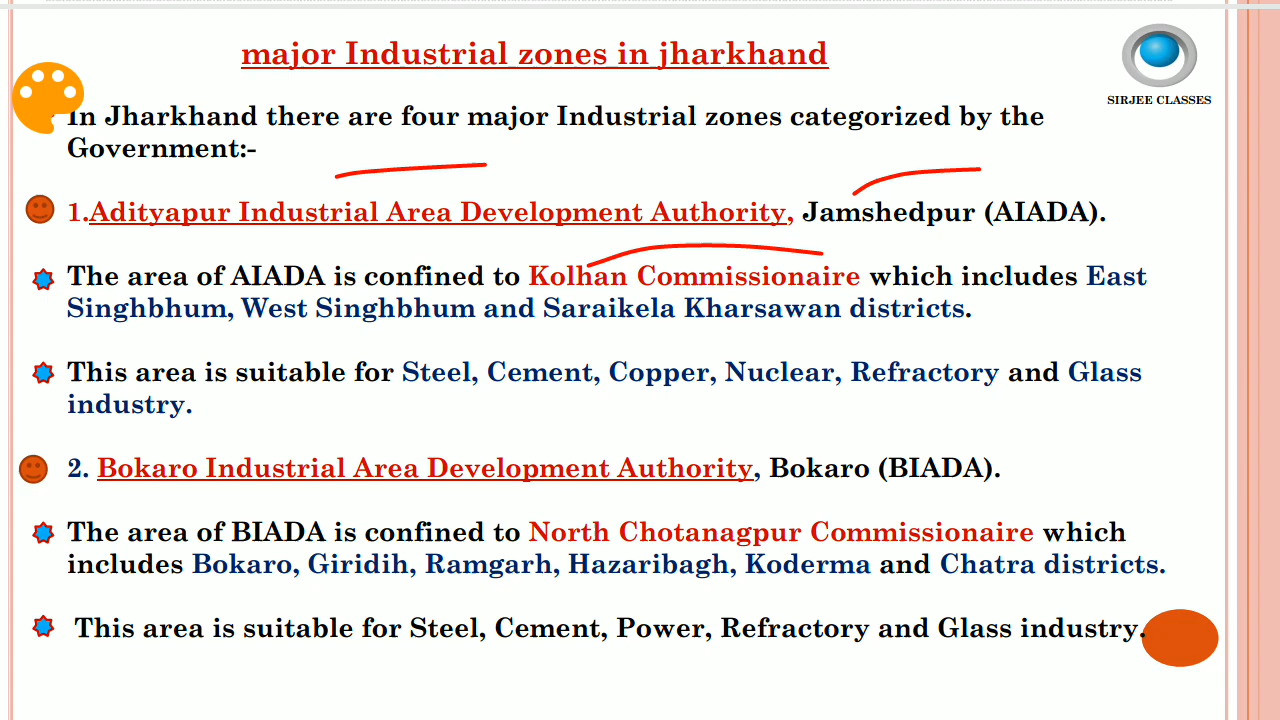 major Industrial zones in jharkhand
SIRJEE CLASSES
In Jharkhand there are four major Industrial zones categorized by the
Government:-
1.Adityapur Industrial Area Development Authority, Jamshedpur (AIADA).
The area of AIADA is confined to Kolhan Commissionaire which includes East
Singhbhum, West Singhbhum and Saraikela Kharsawan districts.
This area is suitable for Steel, Cement, Copper, Nuclear, Refractory and Glass
industry.
2. Bokaro Industrial Area Development Authority, Bokaro (BIADA).
The area of BIADA is confined to North Chotanagpur Commissionaire which
includes Bokaro, Giridih, Ramgarh, Hazaribagh, Koderma and Chatra districts.
This area is suitable for Steel, Cement, Power, Refractory and Glass industry.